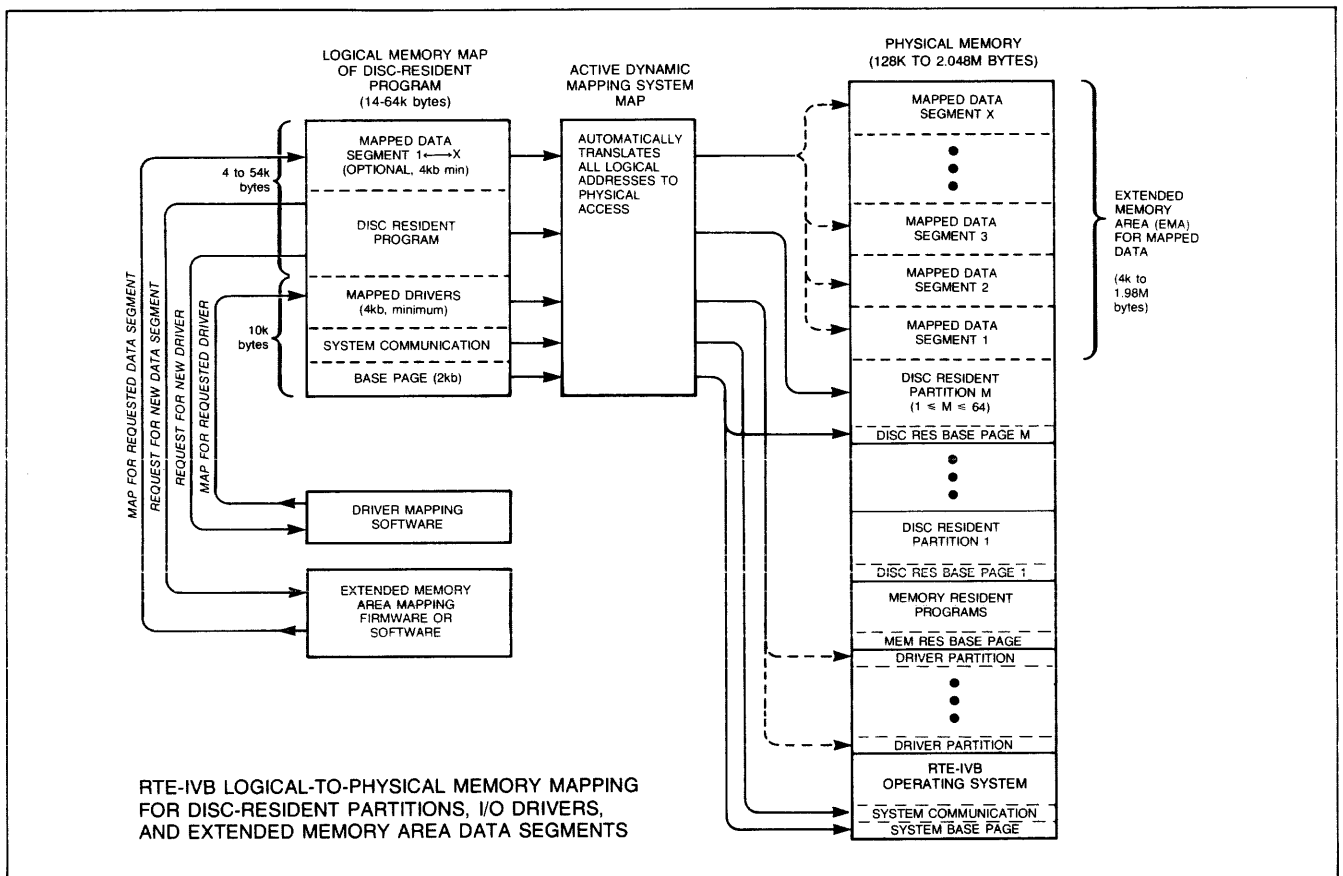 LOGICAL MEMORY MAP
OF DISC-RESIDENT
PROGRAM
(14-64k bytes)
ACTIVE DYNAMIC
MAPPING SYSTEM
MAP
PHYSICAL MEMORY
(128K TO 2.048M BYTES)
MAP FOR REQUESTED DATA SEGMENT
REQUEST FOR NEW DATA SEGMENT
REQUEST FOR NEW DRIVER
MAP FOR REQUESTED DRIVER
4 to 54k
bytes
10k
bytes
MAPPED DATA
SEGMENT 1←→X
(OPTIONAL, 4kb min)
DISC RESIDENT
PROGRAM
MAPPED DRIVERS
(4kb, minimum)
SYSTEM COMMUNICATION
BASE PAGE (2kb)
DRIVER MAPPING
SOFTWARE
EXTENDED MEMORY
AREA MAPPING
FIRMWARE OR
SOFTWARE
AUTOMATICALLY
TRANSLATES
ALL LOGICAL
ADDRESSES TO
PHYSICAL
ACCESS
MAPPED DATA
SEGMENT X
MAPPED DATA
SEGMENT 3
MAPPED DATA
SEGMENT 2
MAPPED DATA
SEGMENT 1
DISC RESIDENT
PARTITION M
(1 ≤ M ≤ 64)
DISC RES BASE PAGE M
DISC RESIDENT
PARTITION 1
DISC RES BASE PAGE 1
MEMORY RESIDENT
PROGRAMS
MEM RES BASE PAGE
DRIVER PARTITION
DRIVER PARTITION
RTE-IVB
OPERATING SYSTEM
SYSTEM COMMUNICATION
SYSTEM BASE PAGE
EXTENDED
MEMORY
AREA (EMA)
FOR MAPPED
DATA
(4k to
1.98M
bytes)
RTE-IVB LOGICAL-TO-PHYSICAL MEMORY MAPPING
FOR DISC-RESIDENT PARTITIONS, I/O DRIVERS,
AND EXTENDED MEMORY AREA DATA SEGMENTS